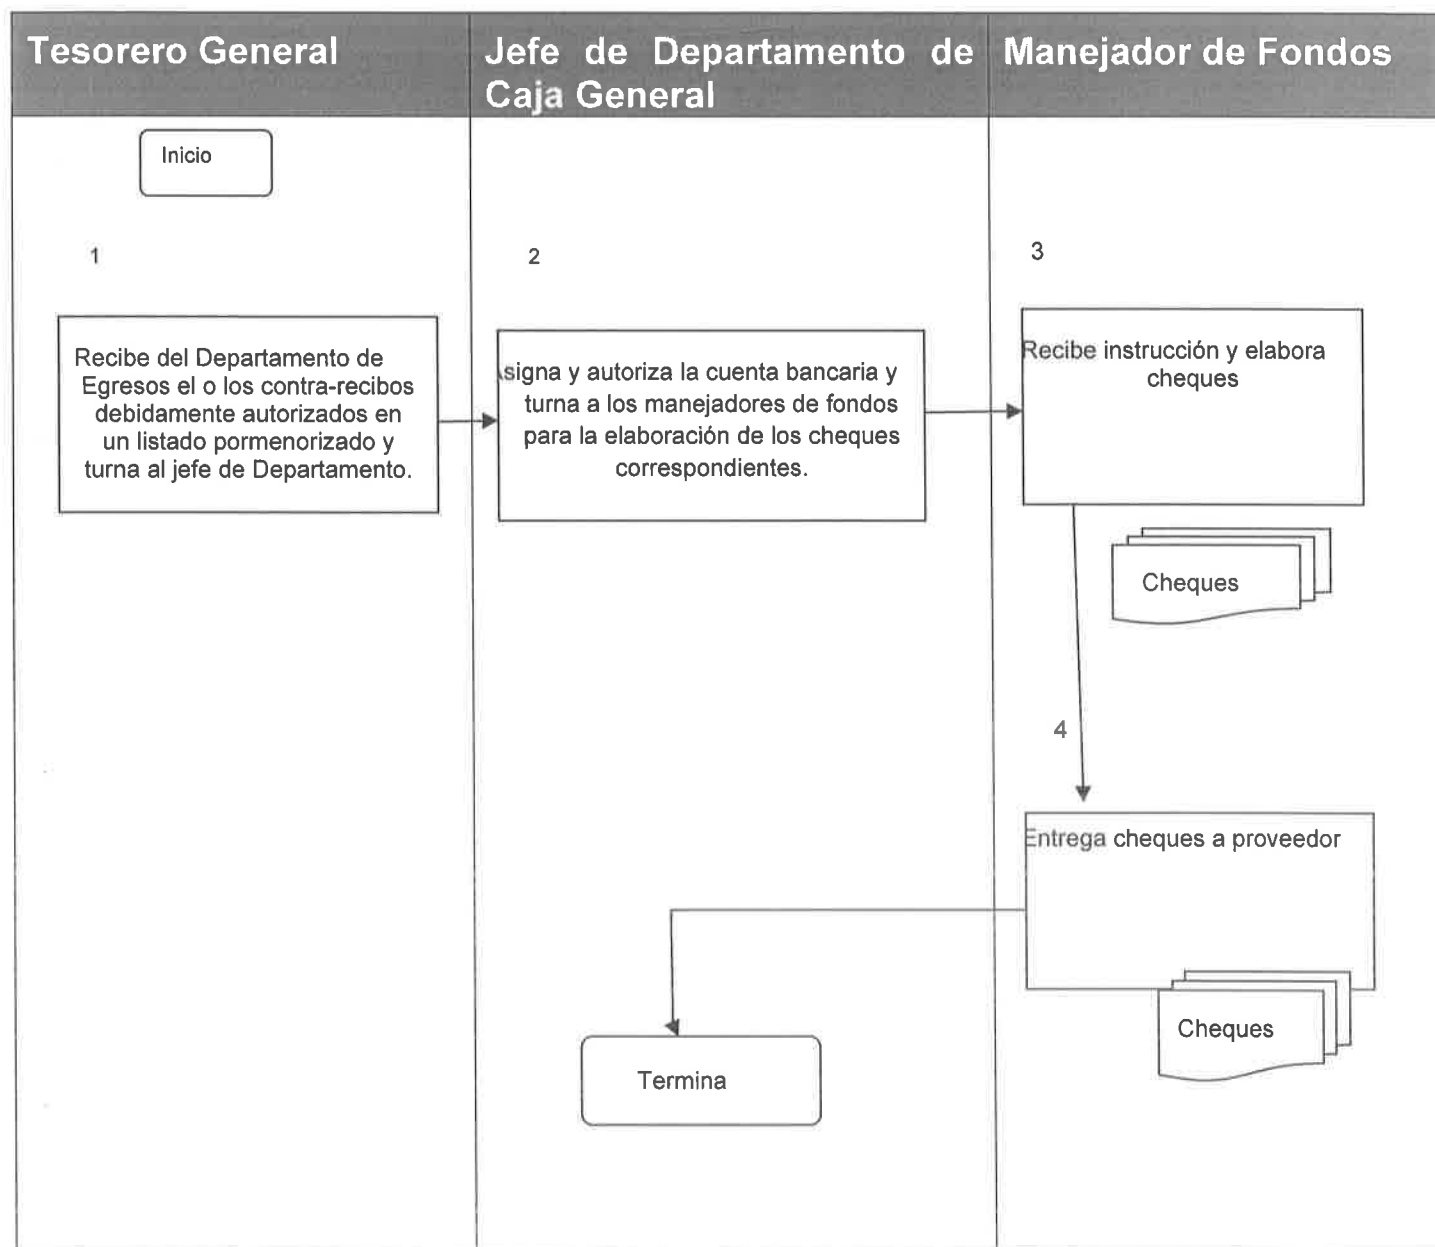 Tesorero General
Jefe de Departamento de
Caja General
Manejador de Fondos
Inicio
1
2
3
Recibe del Departamento de
Egresos el o los contra-recibos
debidamente autorizados en
un listado pormenorizado y
turna al jefe de Departamento.
signa y autoriza la cuenta bancaria y
turna a los manejadores de fondos
para la elaboración de los cheques
correspondientes.
Recibe instrucción y elabora
cheques
Cheques
4
Entrega cheques a proveedor
Cheques
Termina